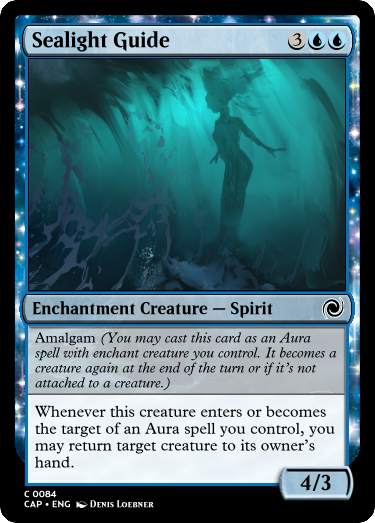 Sealight Guide 3
Enchantment Creature — Spirit
Amalgam (You may cast this card as an Aura
spell with enchant creature you control. It becomes a
creature again at the end of the turn or if it's not
attached to a creature.)
Whenever this creature enters or becomes
the target of an Aura spell you control, you
may return target creature to its owner's
hand.
4/3
C 0084
CAP • ENG Denis Loebner